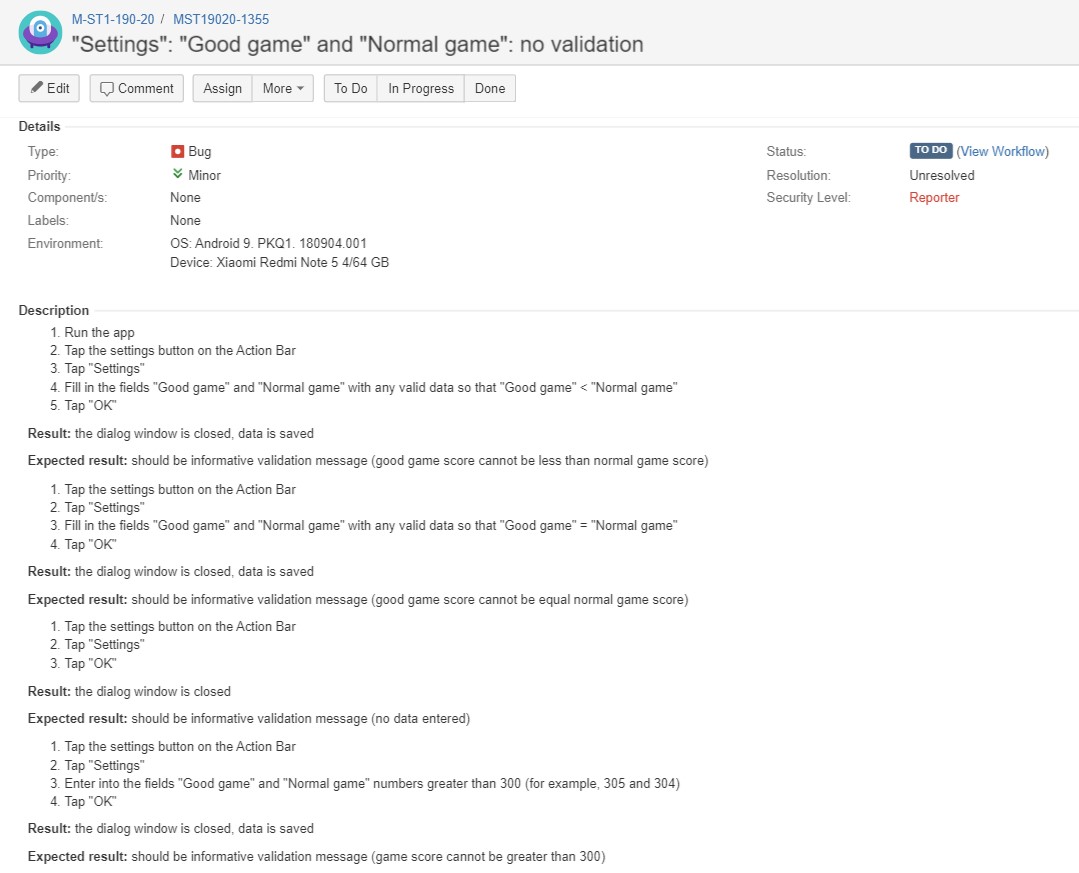 M-ST1-190-20 / MST19020-1355
"Settings": "Good game" and "Normal game": no validation
Edit Comment Assign More To Do In Progress Done
Details
Type: Bug Status: TO DO (View Workflow)
Priority: Minor Resolution: Unresolved
Component/s: None Security Level: Reporter
Labels: None
Environment: OS: Android 9. PKQ1. 180904.001
Device: Xiaomi Redmi Note 5 4/64 GB
Description
1. Run the app
2. Tap the settings button on the Action Bar
3. Tap "Settings"
4. Fill in the fields "Good game" and "Normal game" with any valid data so that "Good game" < "Normal game"
5. Tap "OK"
Result: the dialog window is closed, data is saved
Expected result: should be informative validation message (good game score cannot be less than normal game score)
1. Tap the settings button on the Action Bar
2. Tap "Settings"
3. Fill in the fields "Good game" and "Normal game" with any valid data so that "Good game" = "Normal game"
4. Tap "OK"
Result: the dialog window is closed, data is saved
Expected result: should be informative validation message (good game score cannot be equal normal game score)
1. Tap the settings button on the Action Bar
2. Tap "Settings"
3. Tap "OK"
Result: the dialog window is closed
Expected result: should be informative validation message (no data entered)
1. Tap the settings button on the Action Bar
2. Tap "Settings"
3. Enter into the fields "Good game" and "Normal game" numbers greater than 300 (for example, 305 and 304)
4. Tap "OK"
Result: the dialog window is closed, data is saved
Expected result: should be informative validation message (game score cannot be greater than 300)